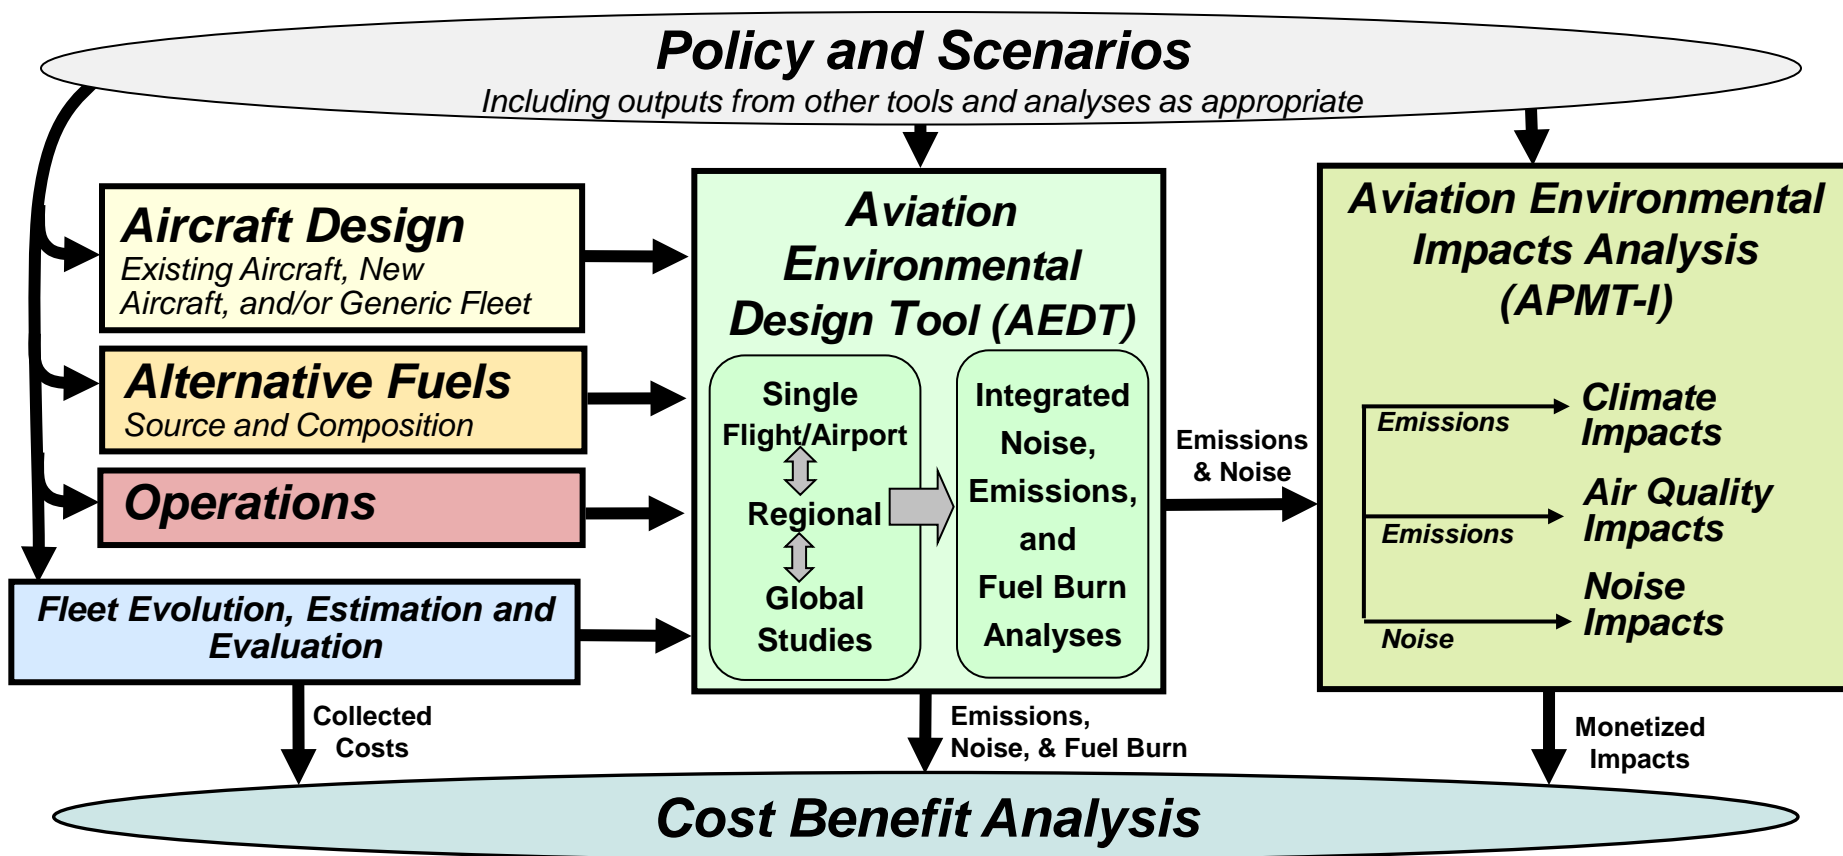 Policy and Scenarios
Including outputs from other tools and analyses as appropriate
Aircraft Design
Existing Aircraft, New
Aircraft, and/or Generic Fleet
Alternative Fuels
Source and Composition
Operations
Fleet Evolution, Estimation and
Evaluation
Collected
Costs
Aviation
Environmental
Design Tool (AEDT)
Single
Flight/Airport
Regional
Global
Studies
Integrated
Noise,
Emissions,
and
Fuel Burn
Analyses
Emissions,
Noise, & Fuel Burn
Emissions
& Noise
Aviation Environmental
Impacts Analysis
(APMT-I)
Emissions
Climate
Impacts
Emissions
Air Quality
Impacts
Noise
Noise
Impacts
Monetized
Impacts
Cost Benefit Analysis